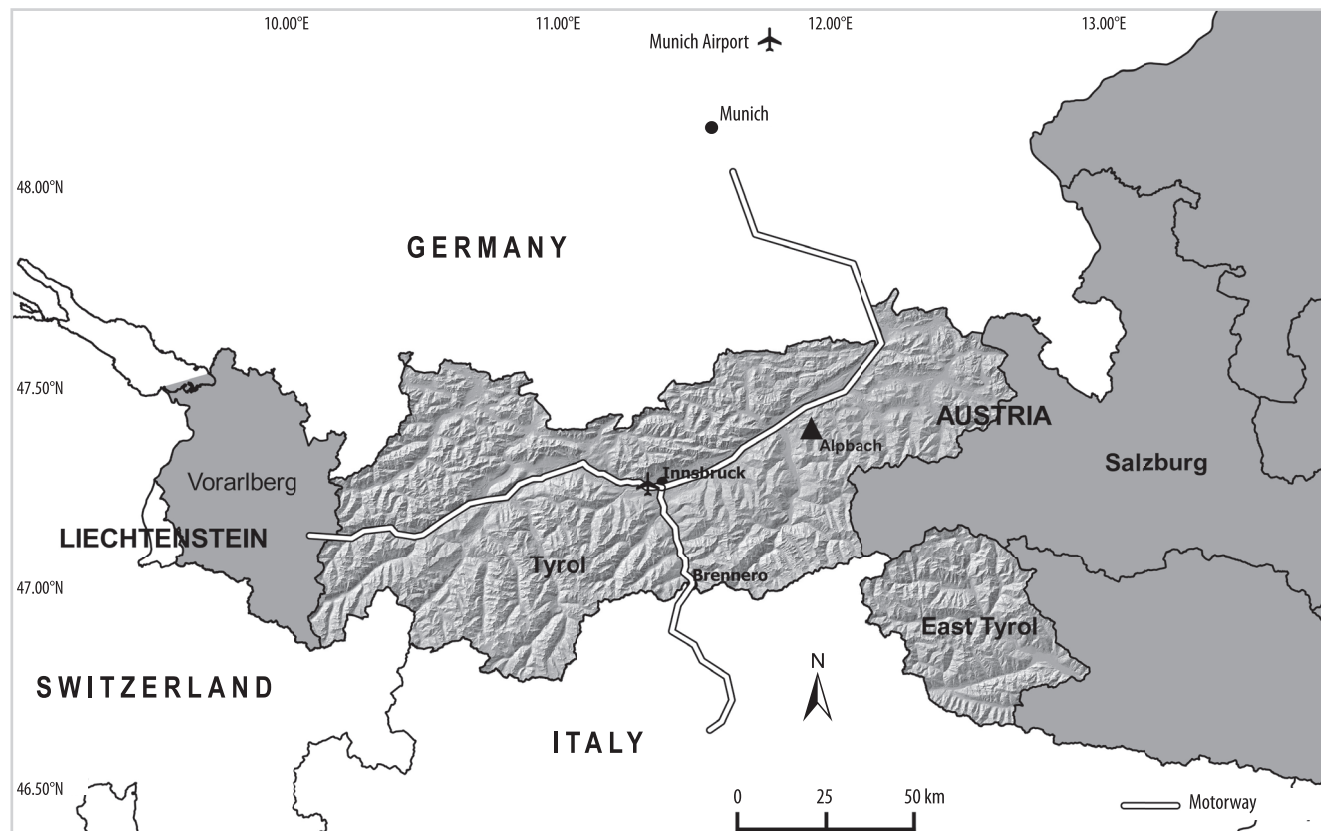 10.00°E 11.00°E 12.00°E 13.00°E
Munich Airport
Munich
48.00°N
GERMANY
47.50°N
AUSTRIA
Alpbach
Salzburg
Innsbruck
Vorarlberg
LIECHTENSTEIN
Tyrol
Brennero
47.00°N
East Tyrol
N
SWITZERLAND
ITALY
46.50°N
0 25 50 km
Motorway